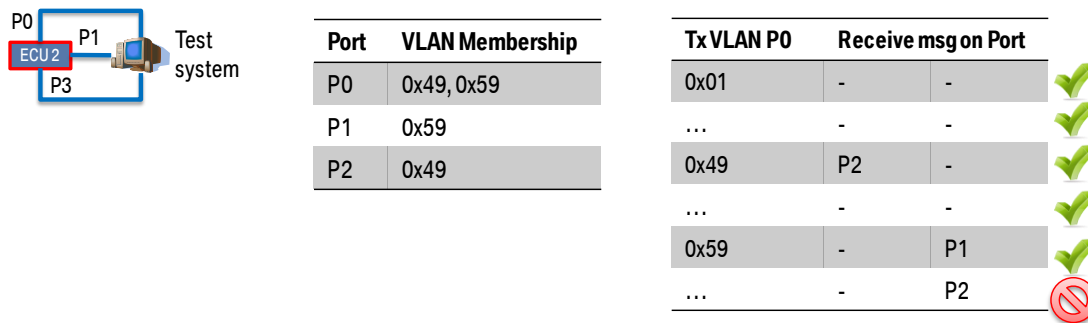 P0
P1
ECU 2
P3
Test
system
Port VLAN Membership
P0 0x49, 0x59
P1 0x59
P2 0x49
Tx VLAN P0 Receive msg on Port
0x01 - -
... - -
0x49 P2 -
... - -
0x59 - P1
... - P2